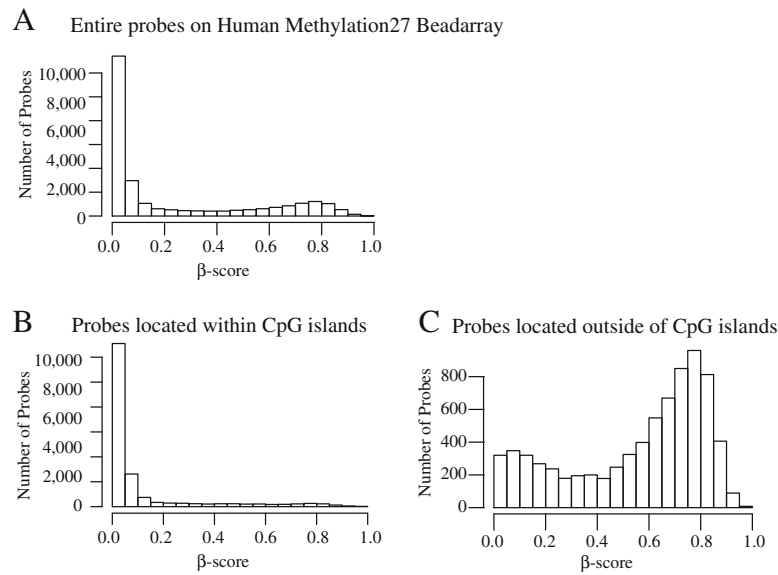 A Entire probes on Human Methylation27 Beadarray
Number of Probes
10,000
8,000
6,000
4,000
2,000
0
0.0 0.2 0.4 0.6 0.8 1.0
β-score
B Probes located within CpG islands
Number of Probes
10,000
8,000
6,000
4,000
2,000
0
0.0 0.2 0.4 0.6 0.8 1.0
β-score
C Probes located outside of CpG islands
Number of Probes
800
600
400
200
0
0.0 0.2 0.4 0.6 0.8 1.0
β-score